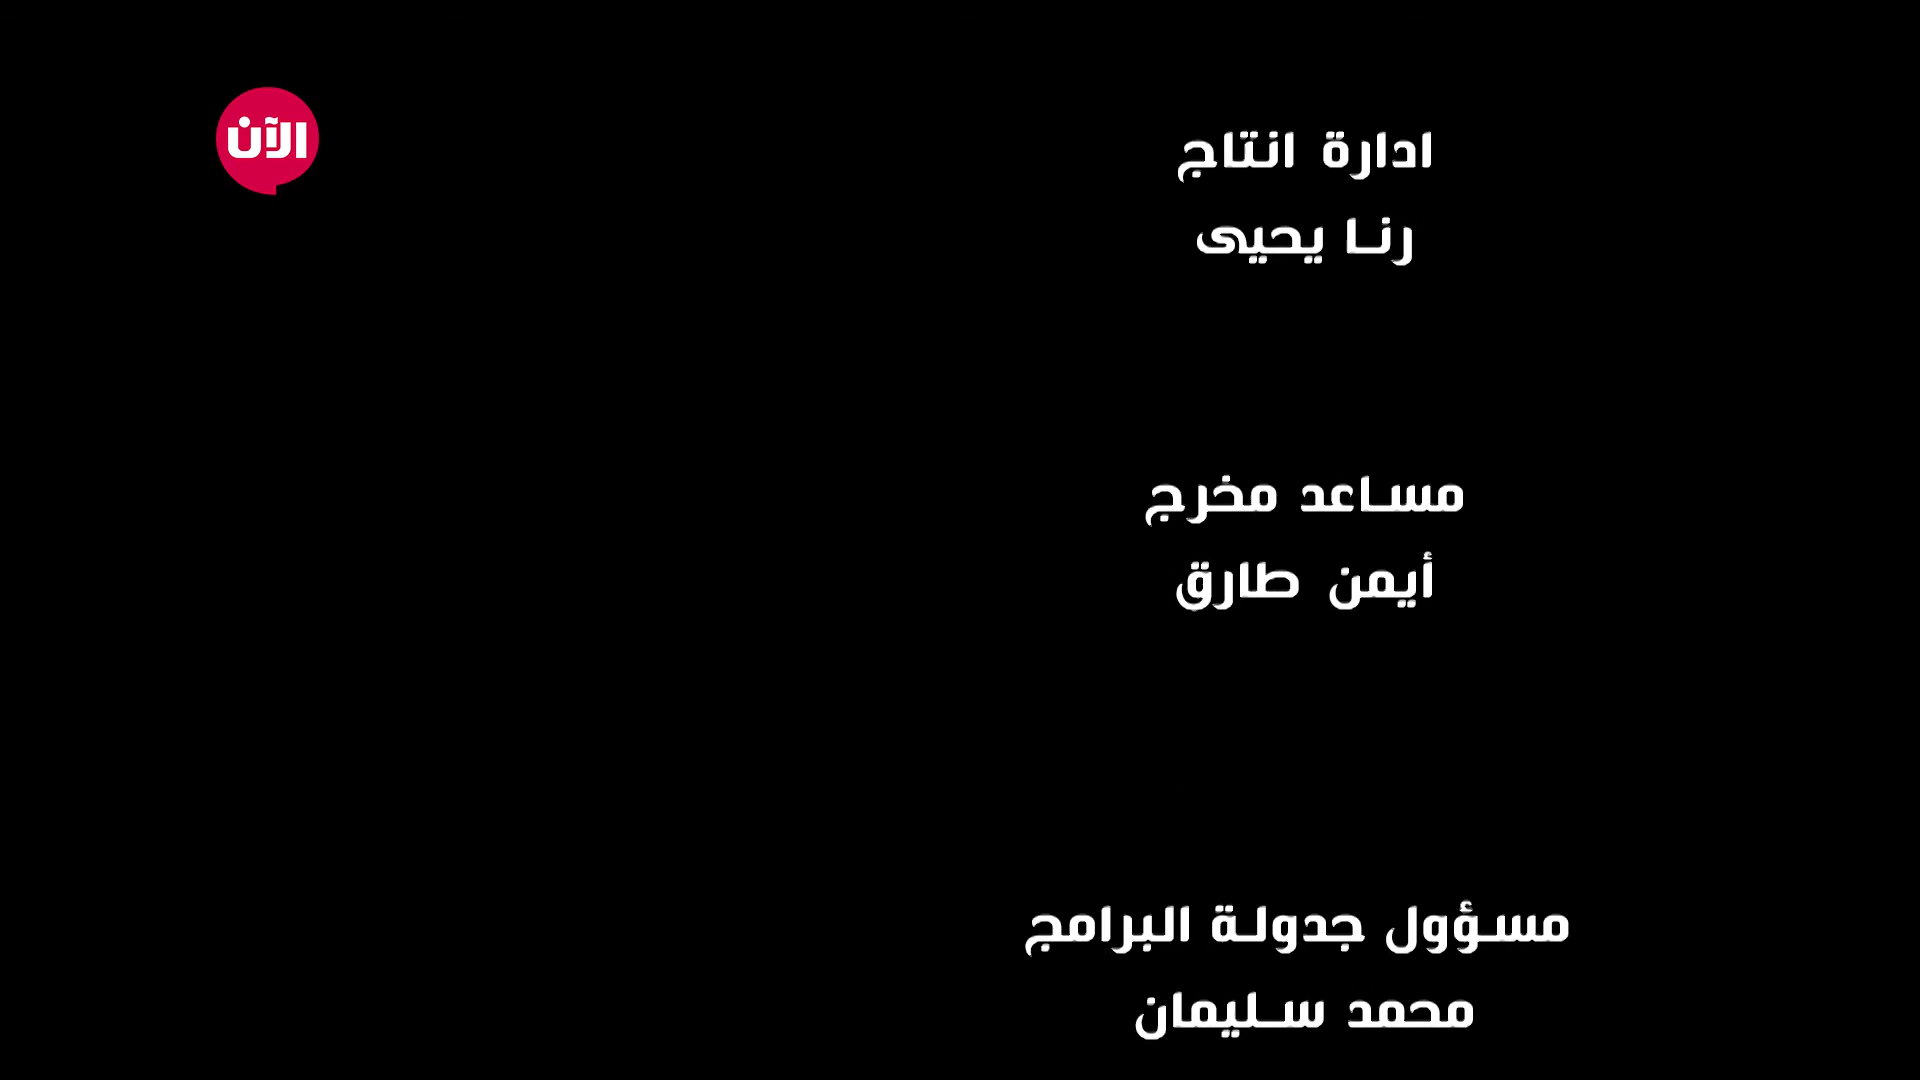 الآن
ادارة انتاج
رنا يحيى
مساعد مخرج
أيمن طارق
مسؤول جدولة البرامج
محمد سليمان